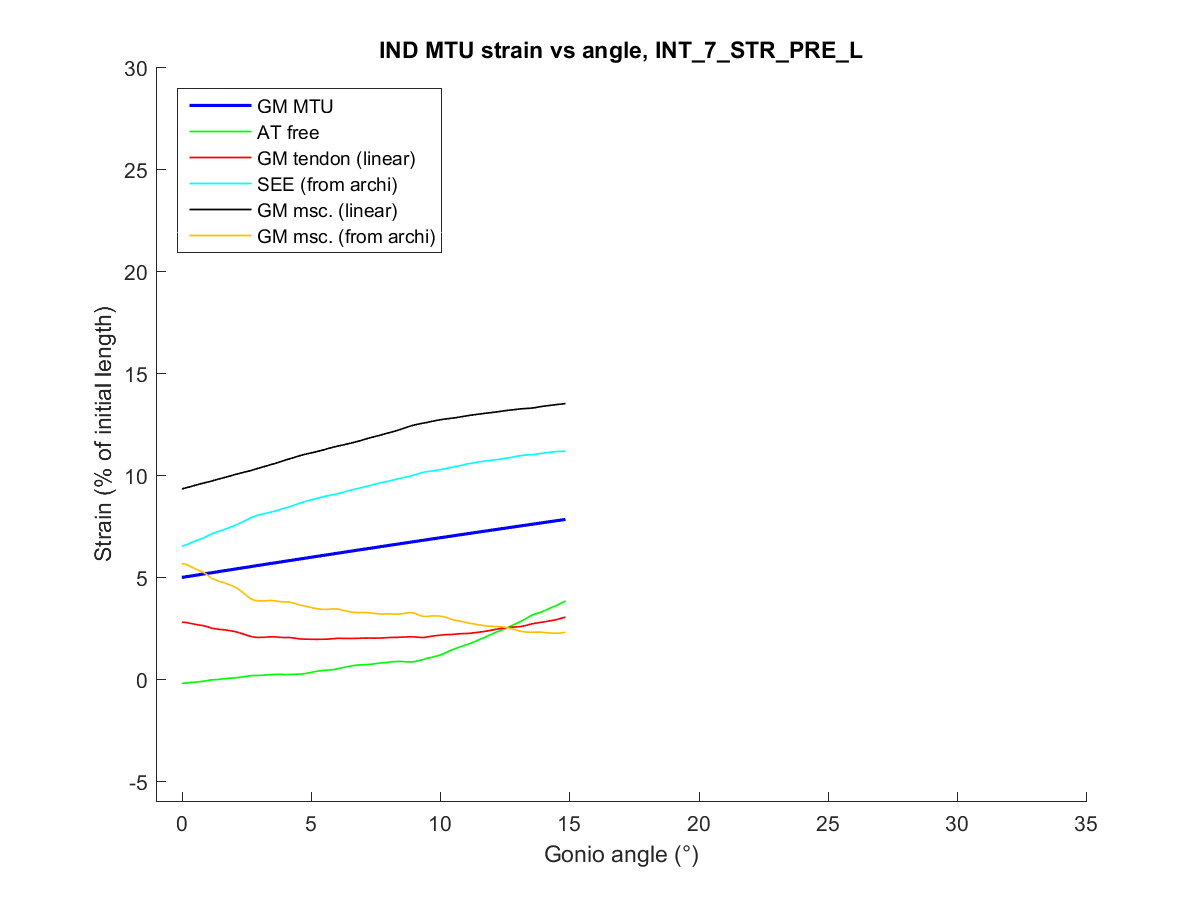 IND MTU strain vs angle, INT_7_STR_PRE_L
30
25
20
15
10
5
0
-5
Strain (% of initial length)
GM MTU
AT free
GM tendon (linear)
SEE (from archi)
GM msc. (linear)
GM msc. (from archi)
0 5 10 15 20 25 30 35
Gonio angle (°)